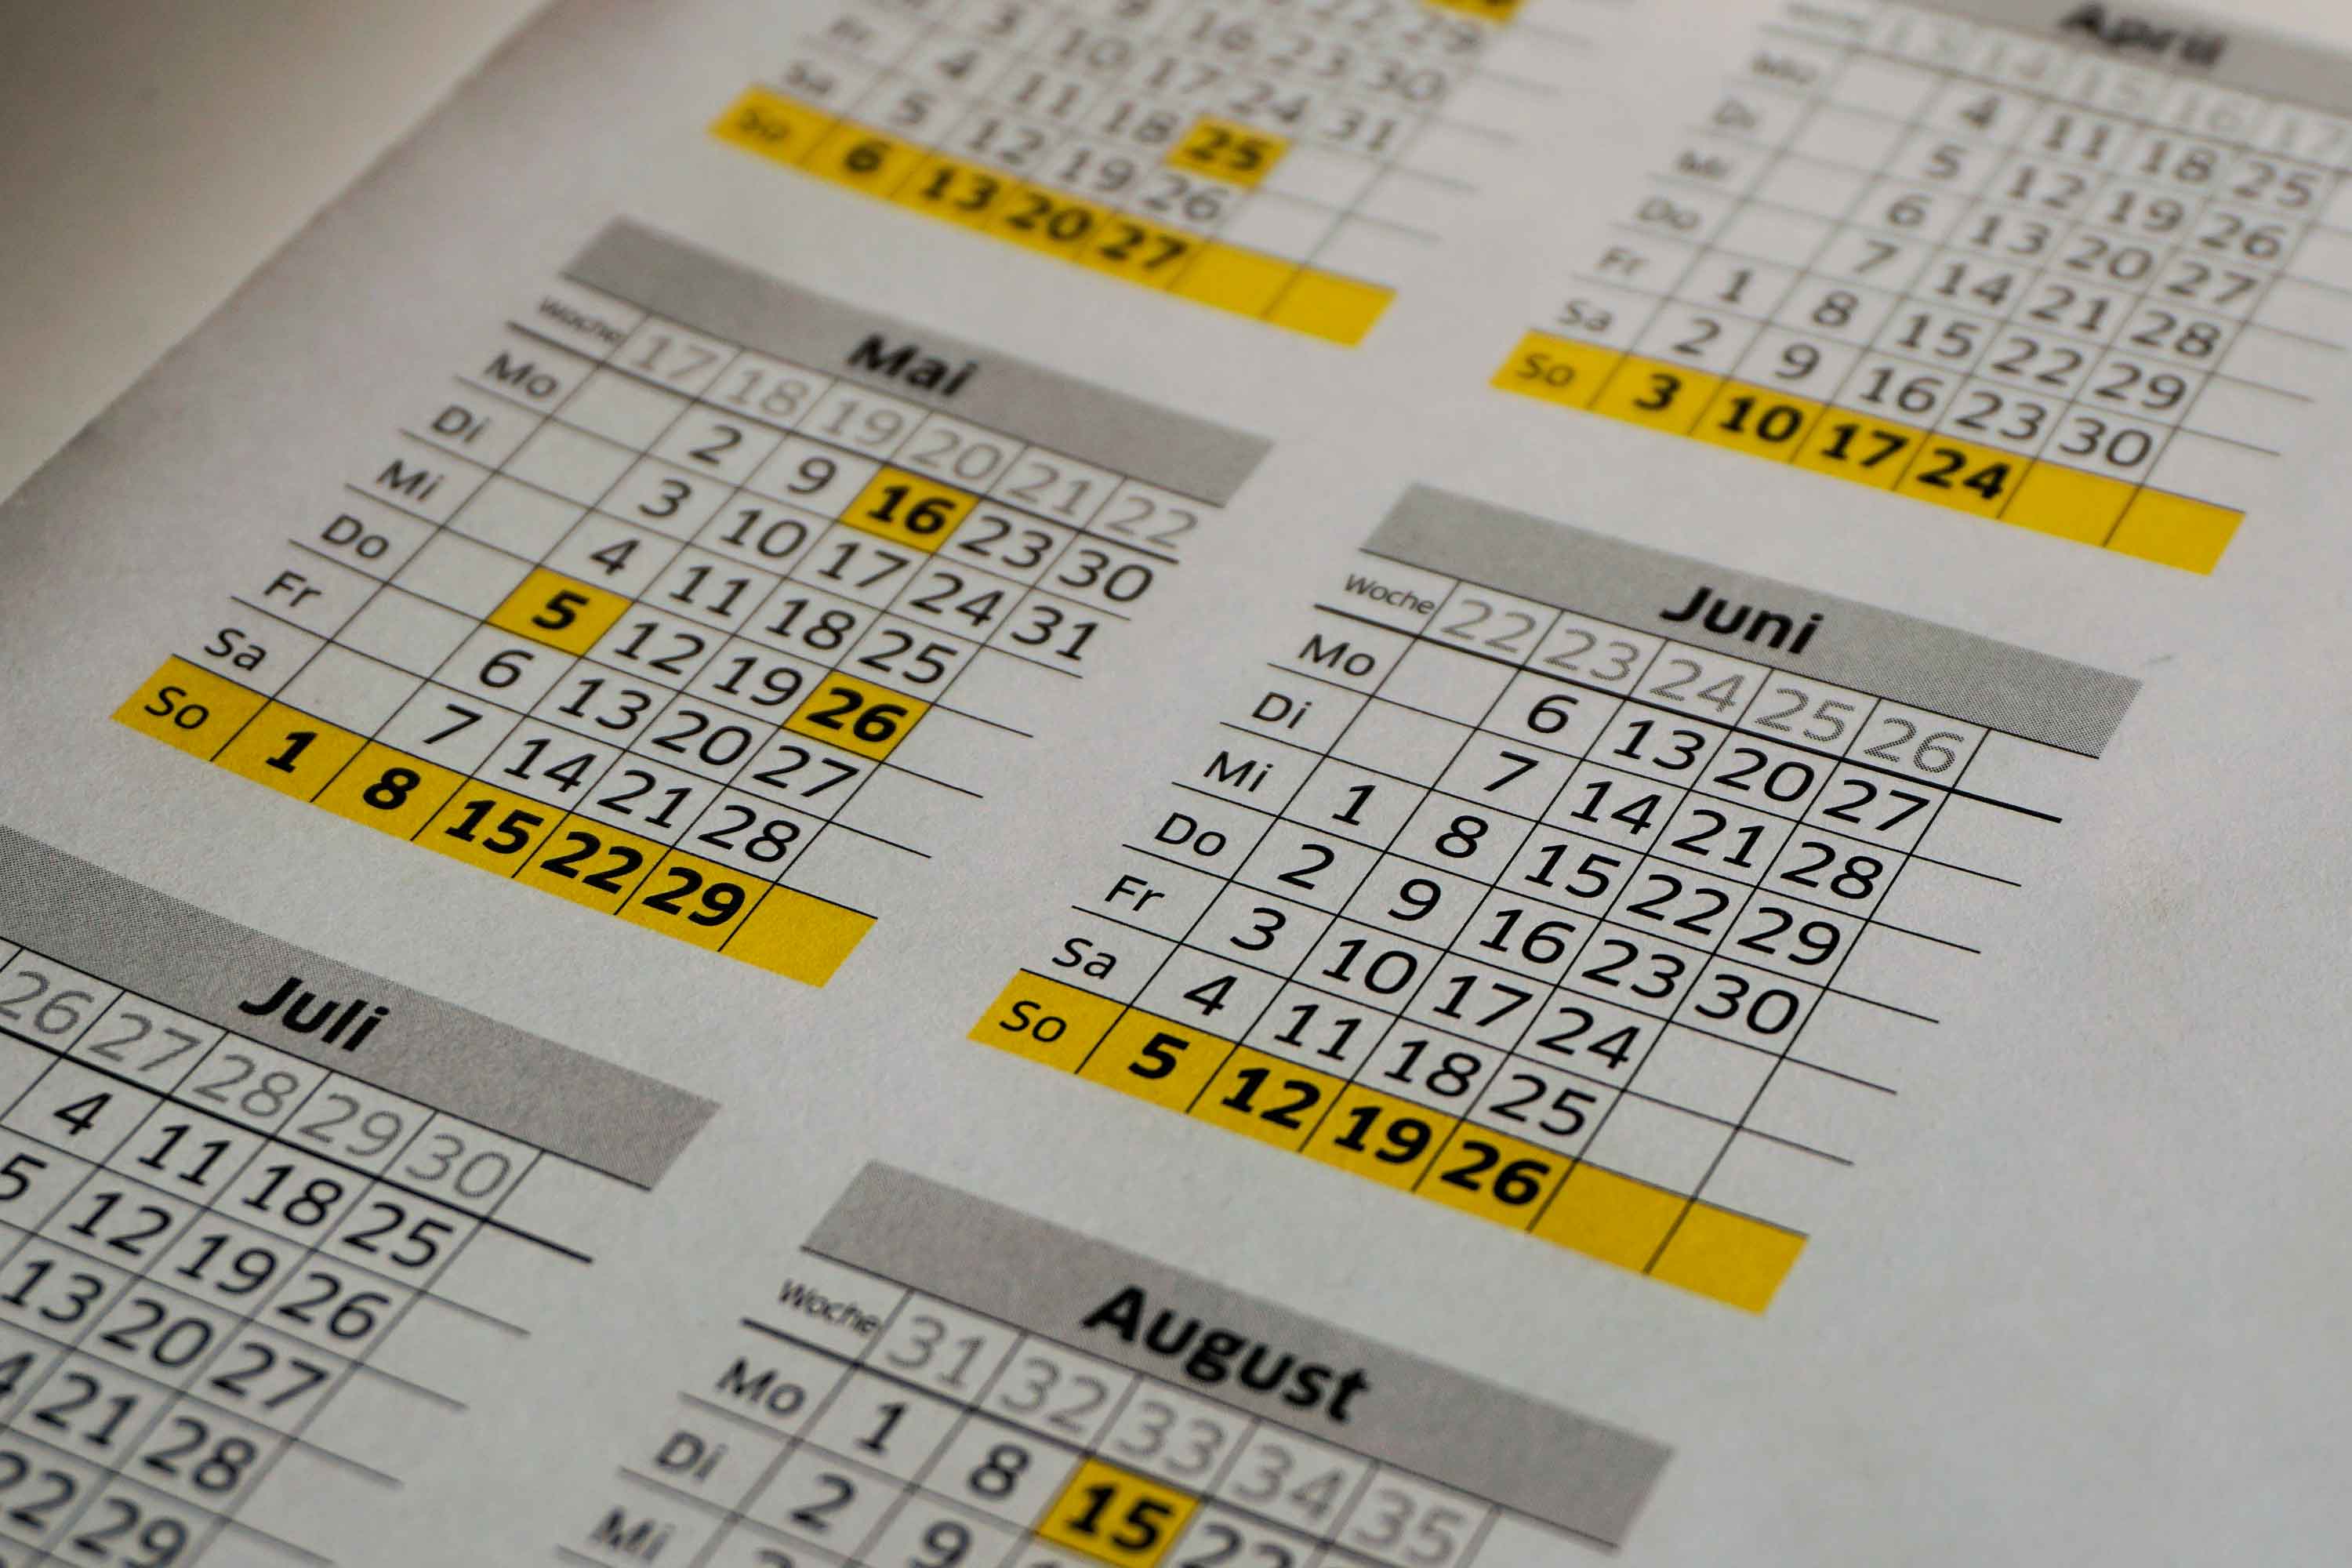 22 29
9 16 23 30
3 10 17 24 31
Fr 4 11 18 25
Sa 5 12 19 26
So 6 13 20 27
April
13 14 15 16 17
Mo 4 11 18 25
Di 5 12 19 26
Mi 6 13 20 27
Do 7 14 21 28
Fr 1 8 15 22 29
Sa 2 9 16 23 30
So 3 10 17 24
Mai
Woche 17 18 19 20 21 22
Mo 2 9 16 23 30
Di 3 10 17 24 31
Mi 4 11 18 25
Do 5 12 19 26
Fr 6 13 20 27
Sa 7 14 21 28
So 1 8 15 22 29
Juni
Woche 22 23 24 25 26
Mo 6 13 20 27
Di 7 14 21 28
Mi 1 8 15 22 29
Do 2 9 16 23 30
Fr 3 10 17 24
Sa 4 11 18 25
So 5 12 19 26
Juli
26 27 28 29 30
4 11 18 25
5 12 19 26
13 20 27
21 28
22 29
August
Woche 31 32 33 34 35
Mo 1 8 15 22
Di 2 9
Mi